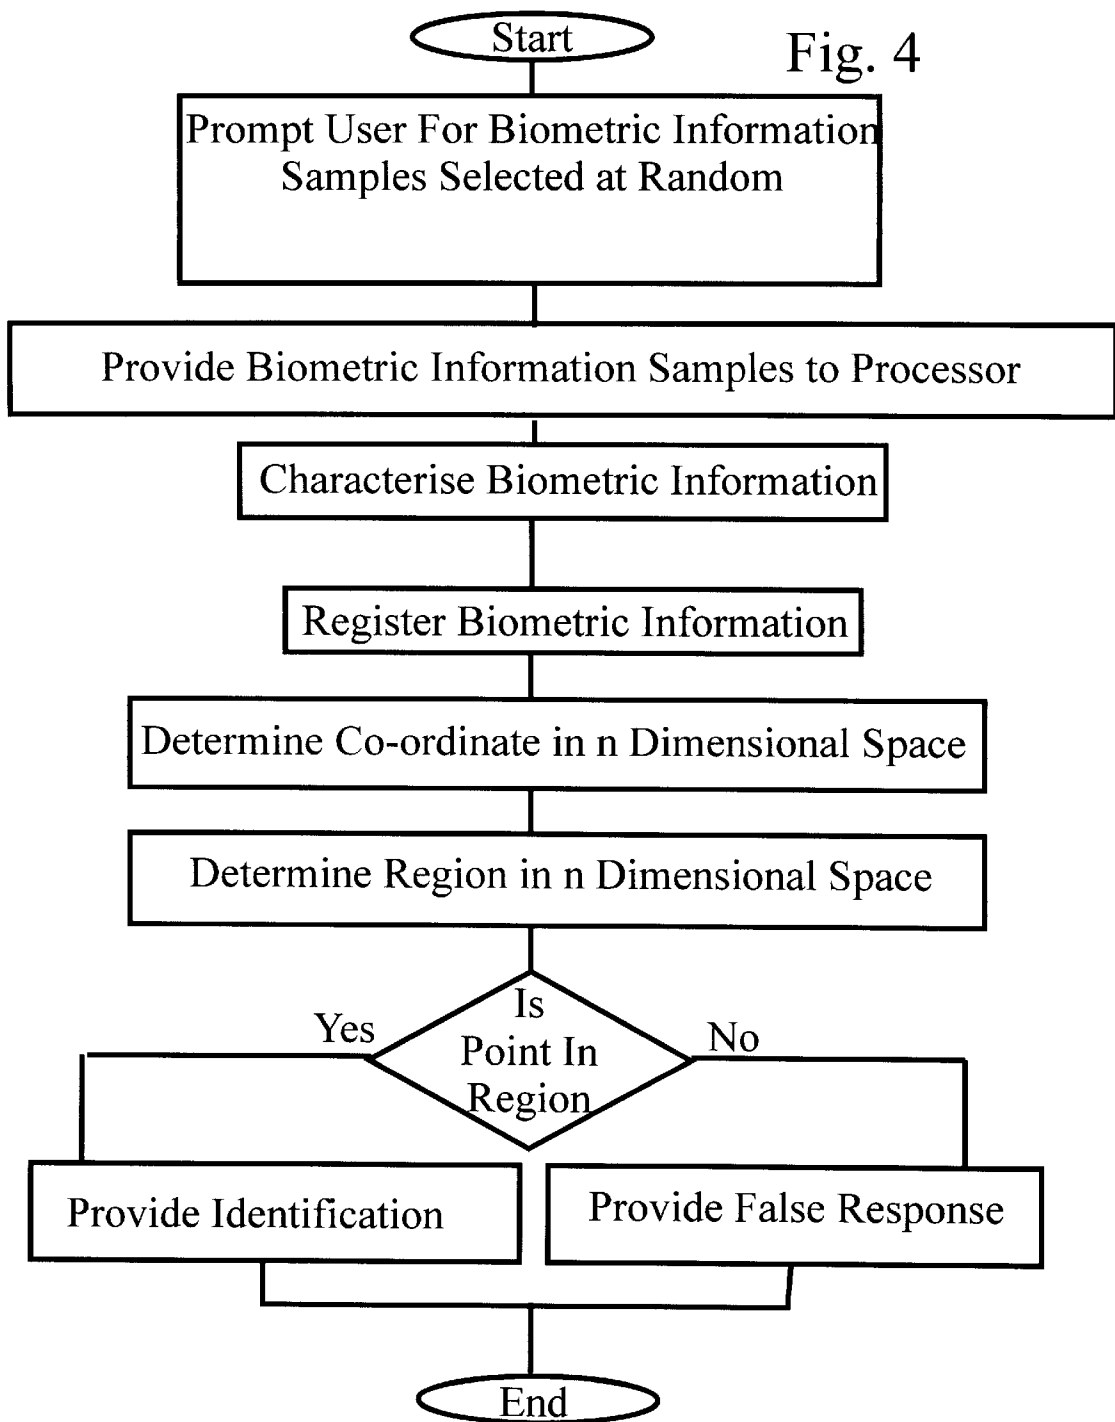 Start
Fig. 4
Prompt User For Biometric Information
Samples Selected at Random
Provide Biometric Information Samples to Processor
Characterise Biometric Information
Register Biometric Information
Determine Co-ordinate in n Dimensional Space
Determine Region in n Dimensional Space
Is
Point In
Region
Yes
No
Provide Identification
Provide False Response
End